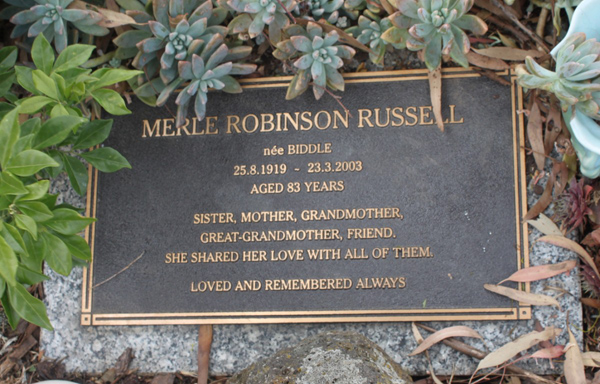 MERLE ROBINSON RUSSELL
née BIDDLE
25.8.1919 - 23.3.2003
AGED 83 YEARS
SISTER, MOTHER, GRANDMOTHER,
GREAT-GRANDMOTHER, FRIEND.
SHE SHARED HER LOVE WITH ALL OF THEM.
LOVED AND REMEMBERED ALWAYS